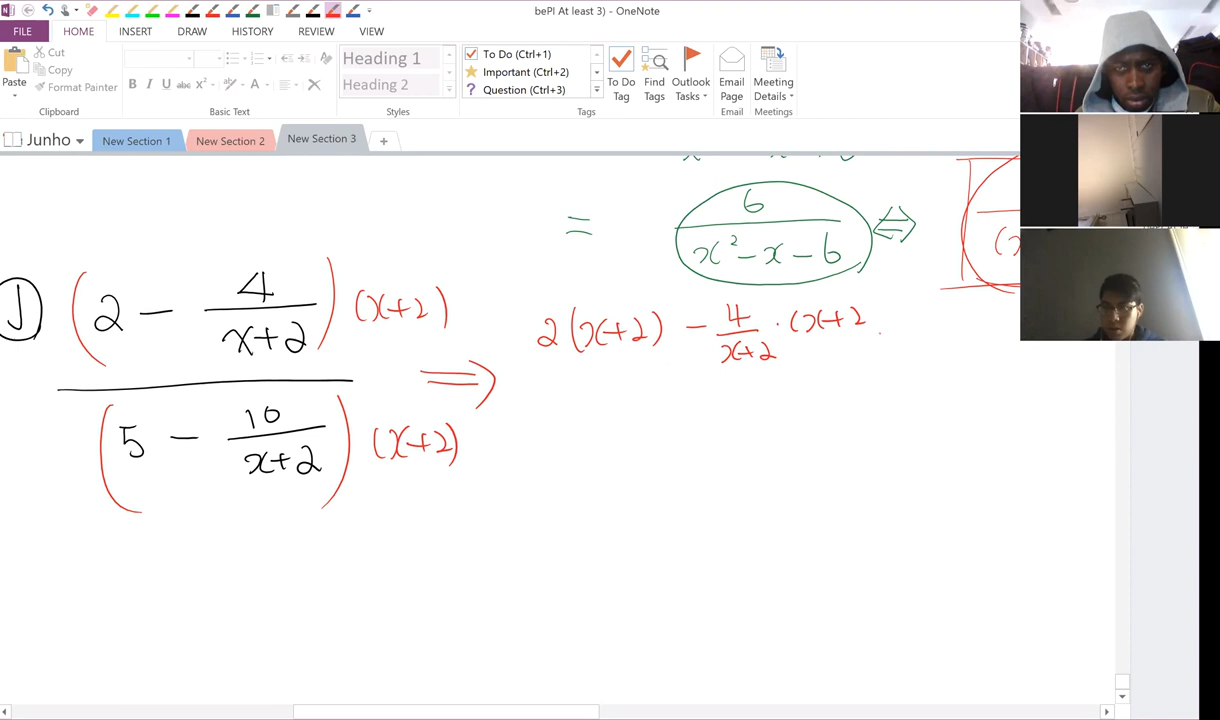 bePI At least 3) - OneNote
FILE HOME INSERT DRAW HISTORY REVIEW VIEW
Paste
Cut
Copy
Format Painter
Clipboard
B I U abc x²  A
Basic Text
Heading 1
Heading 2
Styles
To Do (Ctrl+1)
Important (Ctrl+2)
? Question (Ctrl+3)
Tags
To Do Tag
Find Tags
Outlook Tasks
Email Page
Email
Meeting Details
Meetings
Junho New Section 1 New Section 2 New Section 3 +
= 6 / (x² - x - 6) ⇔
J (2 - 4/(x+2)) (x+2)
(5 - 10/(x+2)) (x+2)
⇒ 2(x+2) - 4/(x+2) · (x+2